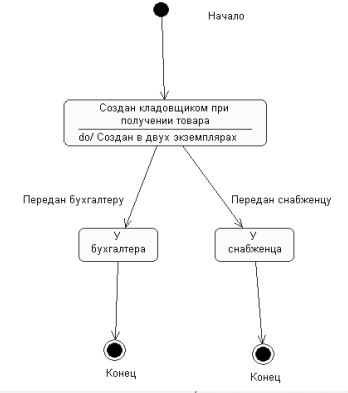 Начало
Создан кладовщиком при
получении товара
do/ Создан в двух экземплярах
Передан бухгалтеру
Передан снабженцу
У
бухгалтера
У
снабженца
Конец
Конец